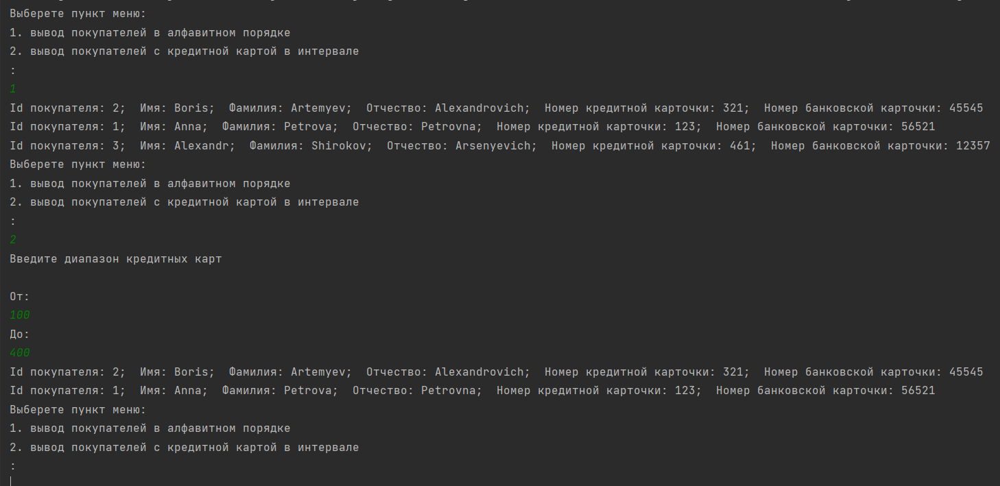 Выберете пункт меню:
1. вывод покупателей в алфавитном порядке
2. вывод покупателей с кредитной картой в интервале
:
1
Id покупателя: 2;  Имя: Boris;  Фамилия: Artemyev;  Отчество: Alexandrovich;  Номер кредитной карточки: 321;  Номер банковской карточки: 45545
Id покупателя: 1;  Имя: Anna;  Фамилия: Petrova;  Отчество: Petrovna;  Номер кредитной карточки: 123;  Номер банковской карточки: 56521
Id покупателя: 3;  Имя: Alexandr;  Фамилия: Shirokov;  Отчество: Arsenyevich;  Номер кредитной карточки: 461;  Номер банковской карточки: 12357
Выберете пункт меню:
1. вывод покупателей в алфавитном порядке
2. вывод покупателей с кредитной картой в интервале
:
2
Введите диапазон кредитных карт
От:
100
До:
400
Id покупателя: 2;  Имя: Boris;  Фамилия: Artemyev;  Отчество: Alexandrovich;  Номер кредитной карточки: 321;  Номер банковской карточки: 45545
Id покупателя: 1;  Имя: Anna;  Фамилия: Petrova;  Отчество: Petrovna;  Номер кредитной карточки: 123;  Номер банковской карточки: 56521
Выберете пункт меню:
1. вывод покупателей в алфавитном порядке
2. вывод покупателей с кредитной картой в интервале
: